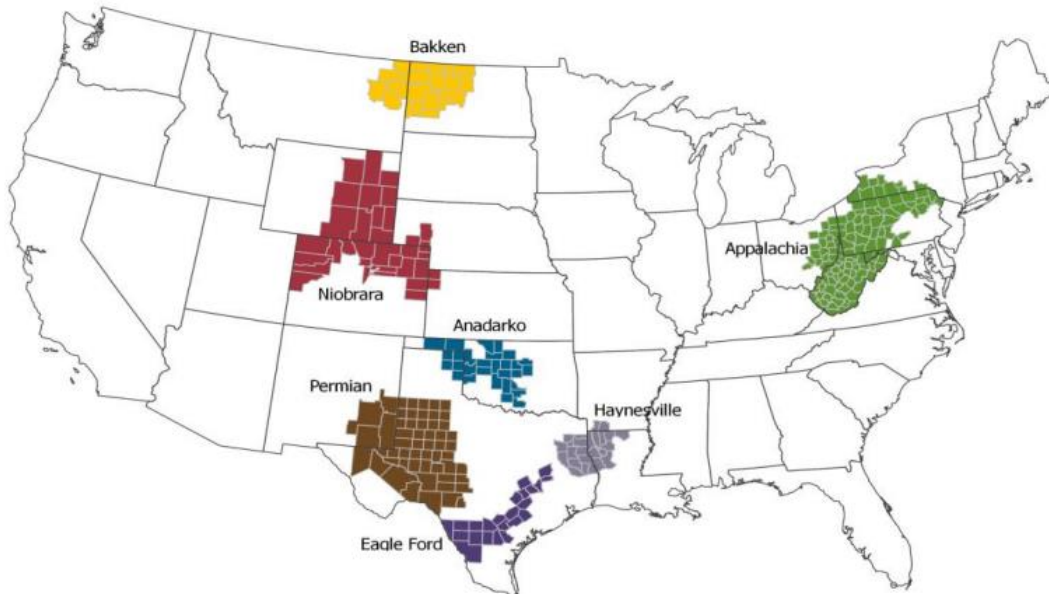 Bakken
Appalachia
Niobrara
Anadarko
Permian
Haynesville
Eagle Ford